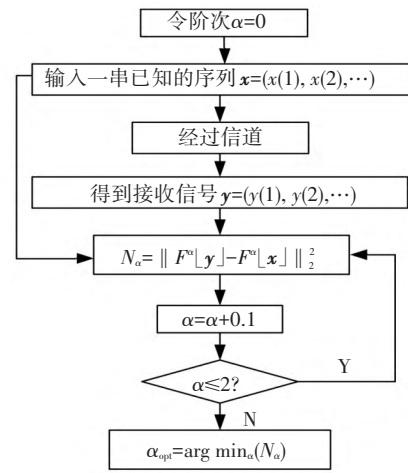 令阶次α=0
输入一串已知的序列x=(x(1), x(2),⋯)
经过信道
得到接收信号y=(y(1), y(2),⋯)
Nα=‖Fα⌊y⌋−Fα⌊x⌋‖²₂
α=α+0.1
α≤2?
Y
N
αopt=arg minα(Nα)